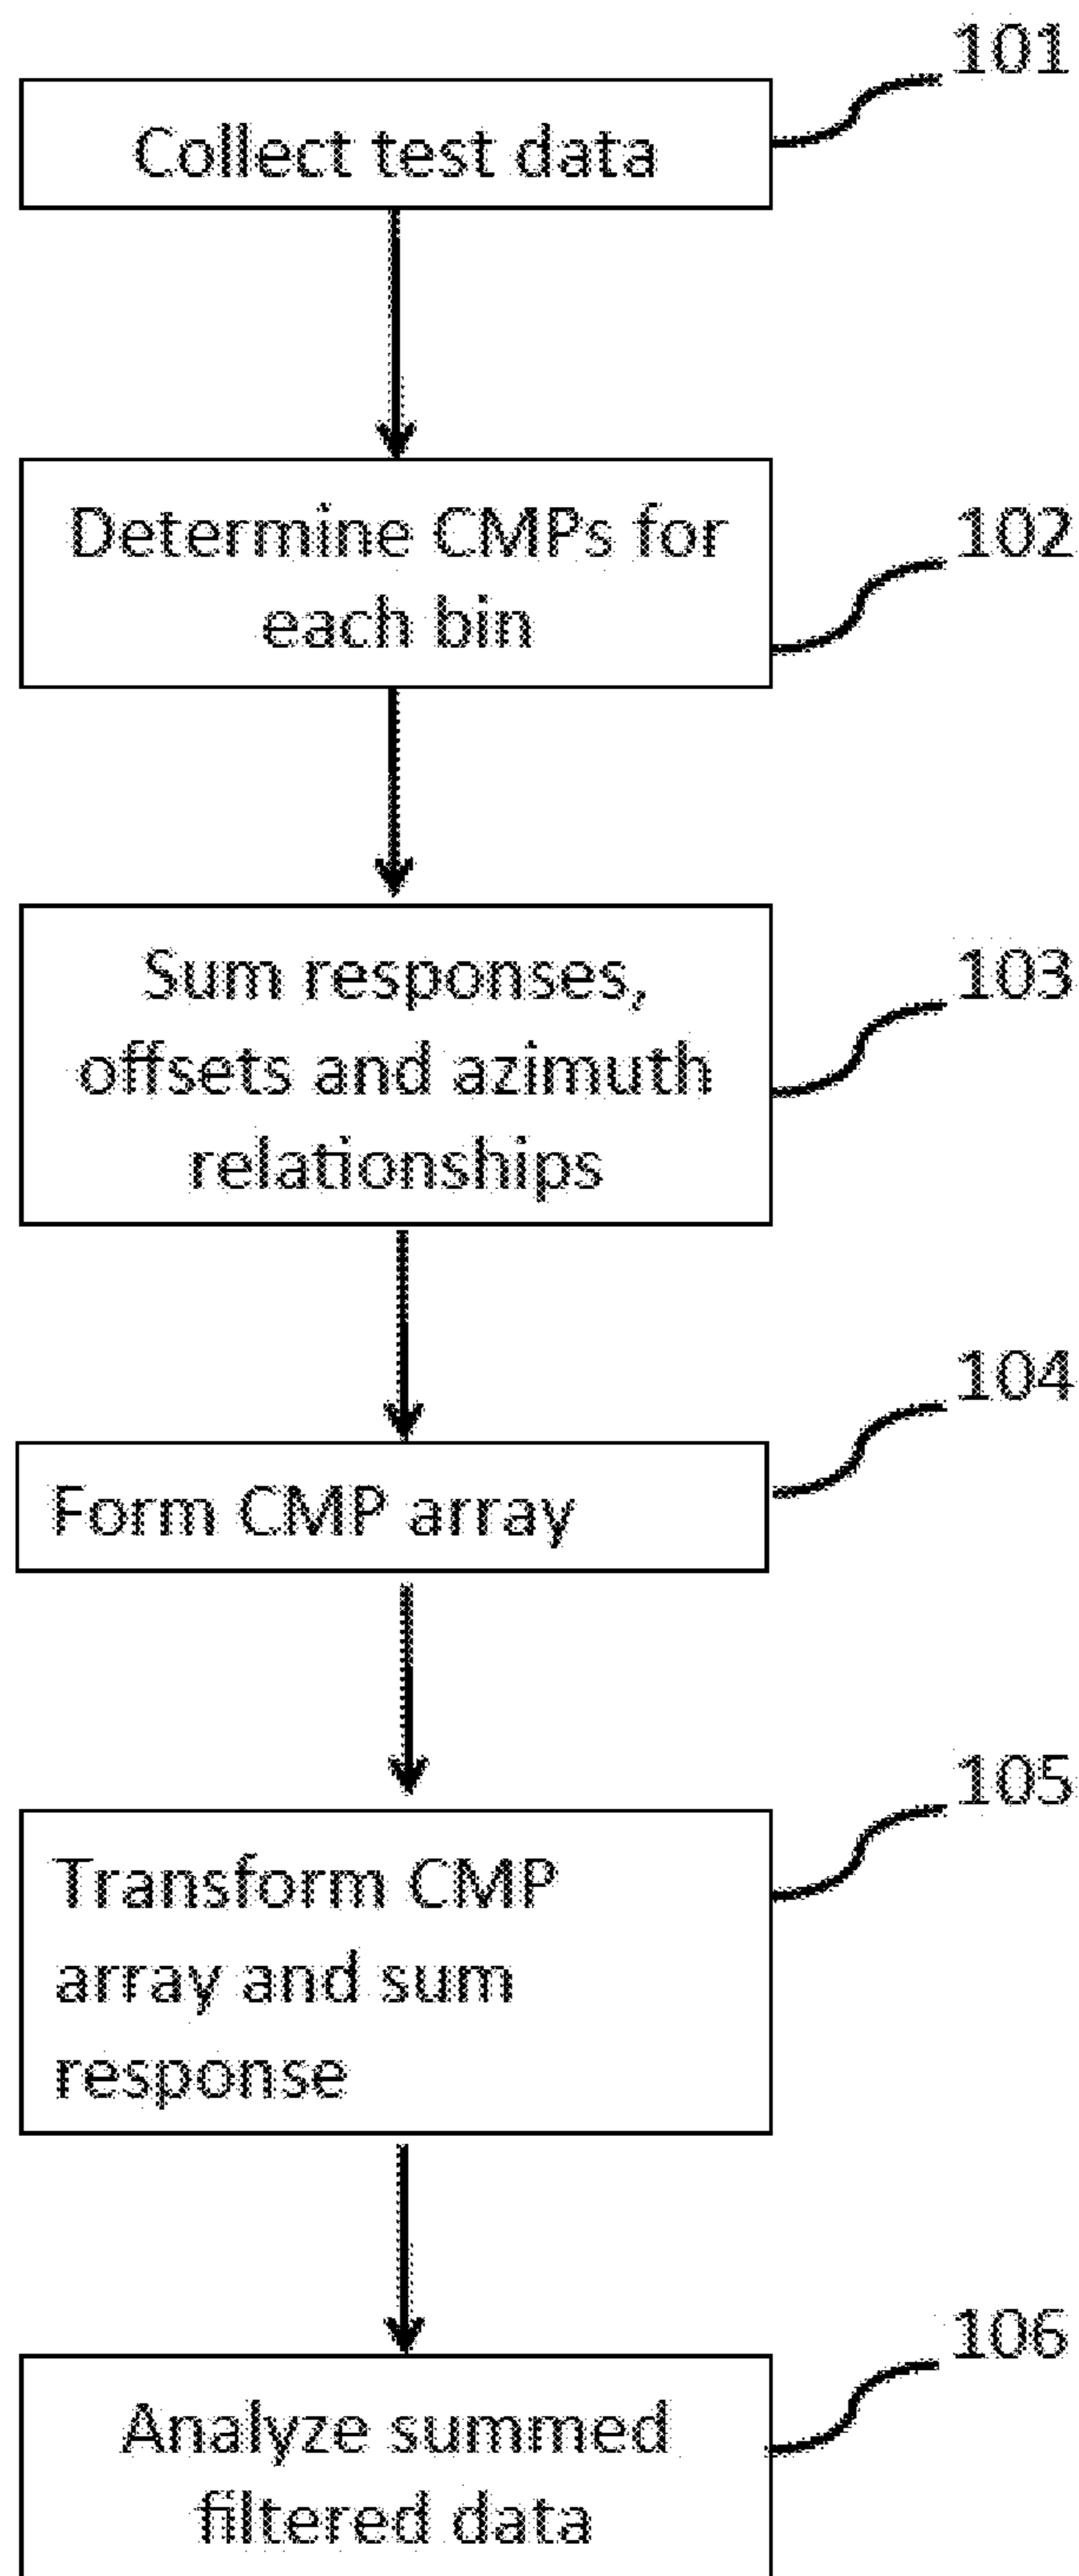 101
Collect test data
102
Determine CMPs for
each bin
103
Sum responses,
offsets and azimuth
relationships
104
Form CMP array
105
Transform CMP
array and sum
response
106
Analyze summed
filtered data